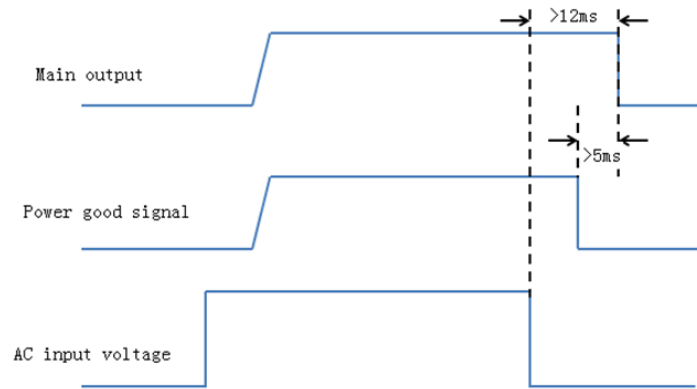 >12ms
Main output
>5ms
Power good signal
AC input voltage